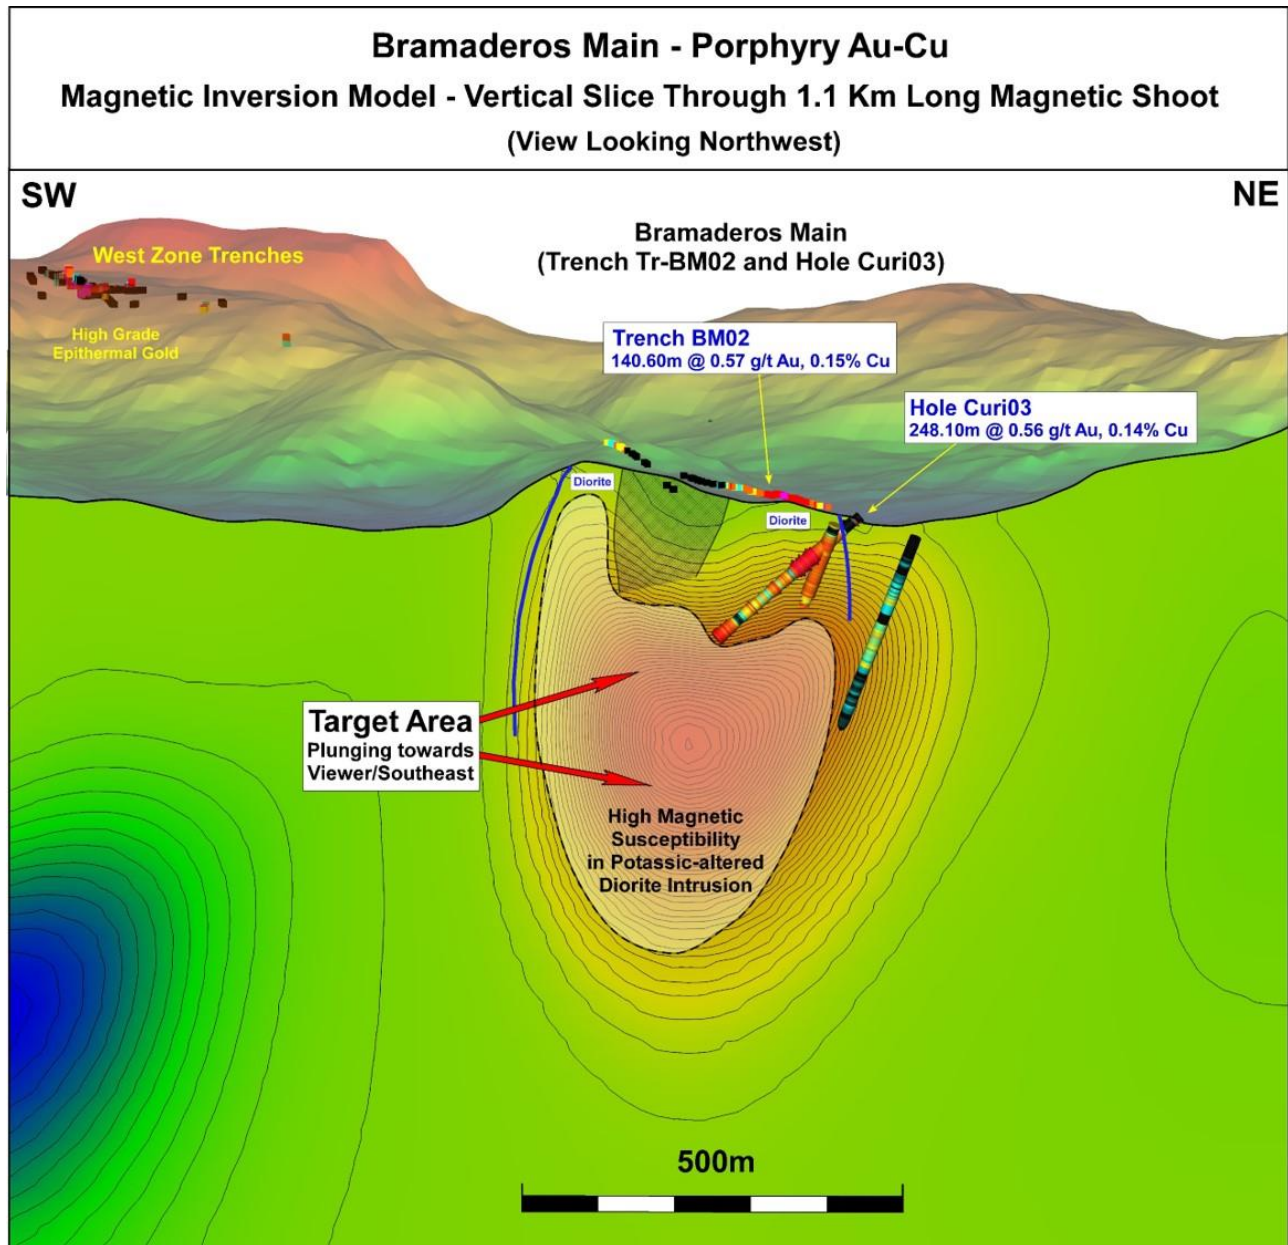 Bramaderos Main - Porphyry Au-Cu
Magnetic Inversion Model - Vertical Slice Through 1.1 Km Long Magnetic Shoot
(View Looking Northwest)
SW
NE
West Zone Trenches
High Grade
Epithermal Gold
Bramaderos Main
(Trench Tr-BM02 and Hole Curi03)
Trench BM02
140.60m @ 0.57 g/t Au, 0.15% Cu
Hole Curi03
248.10m @ 0.56 g/t Au, 0.14% Cu
Diorite
Diorite
Target Area
Plunging towards
Viewer/Southeast
High Magnetic
Susceptibility
in Potassic-altered
Diorite Intrusion
500m